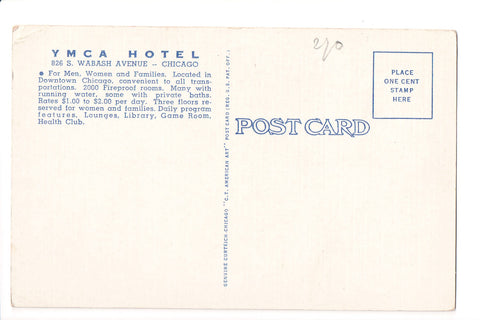 YMCA HOTEL
826 S. WABASH AVENUE -- CHICAGO
● For Men, Women and Families. Located in
Downtown Chicago, convenient to all trans-
portations. 2000 Fireproof rooms. Many with
running water, some with private baths.
Rates $1.00 to $2.00 per day. Three floors re-
served for women and families. Daily program
features, Lounges, Library, Game Room,
Health Club.
GENUINE CURTEICH-CHICAGO "C.T. AMERICAN ART" POST CARD (REG. U.S. PAT. OFF.)
POST CARD
PLACE
ONE CENT
STAMP
HERE